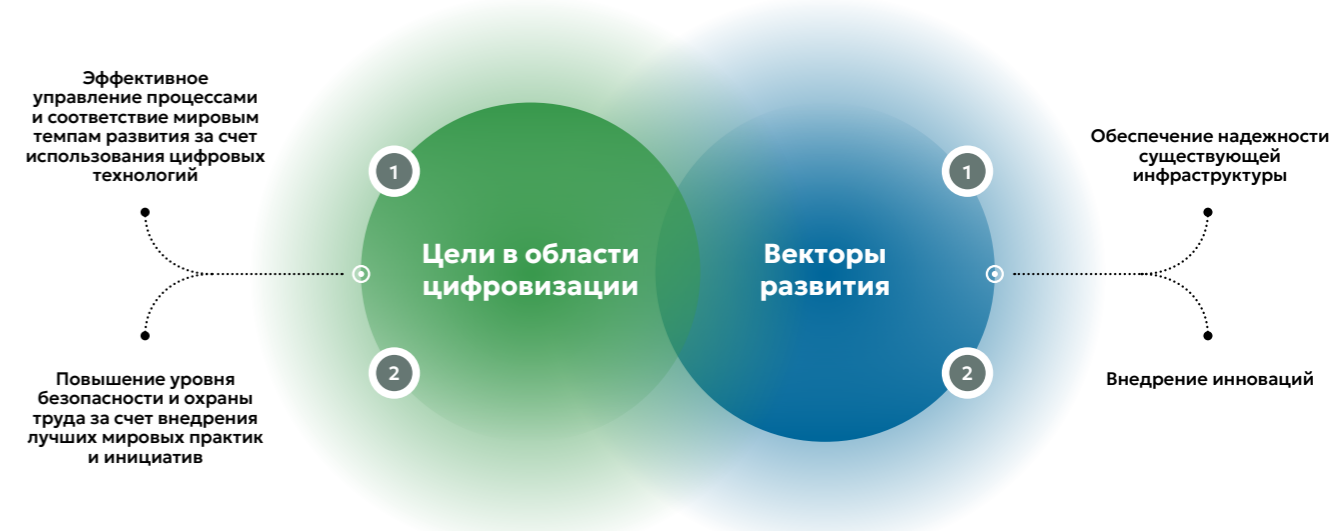 Эффективное
управление процессами
и соответствие мировым
темпам развития за счет
использования цифровых
технологий
1
Цели в области
цифровизации
2
Повышение уровня
безопасности и охраны
труда за счет внедрения
лучших мировых практик
и инициатив
1
Векторы
развития
2
Обеспечение надежности
существующей
инфраструктуры
Внедрение инноваций